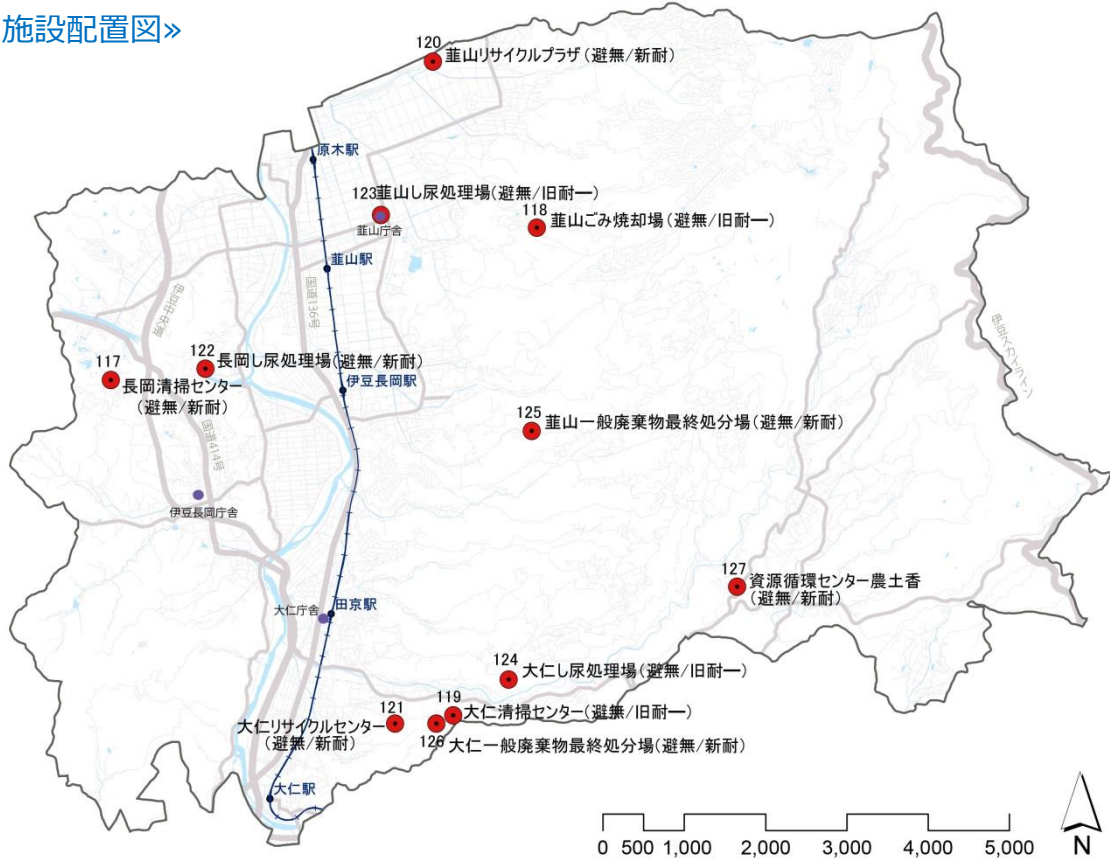 施設配置図»
120
韮山リサイクルプラザ(避無/新耐)
原木駅
123韮山し尿処理場(避無/旧耐ー)
韮山庁舎
118
韮山ごみ焼却場(避無/旧耐ー)
韮山駅
国道136号
伊豆中央道
伊豆スカイライン
117
長岡清掃センター
(避無/新耐)
122
長岡し尿処理場(避無/新耐)
伊豆長岡駅
国道414号
125
韮山一般廃棄物最終処分場(避無/新耐)
伊豆長岡庁舎
127
資源循環センター農土香
(避無/新耐)
大仁庁舎
田京駅
124
大仁し尿処理場(避無/旧耐ー)
119
大仁清掃センター(避無/旧耐ー)
121
大仁リサイクルセンター
(避無/新耐)
126
大仁一般廃棄物最終処分場(避無/新耐)
大仁駅
0 500 1,000 2,000 3,000 4,000 5,000
N